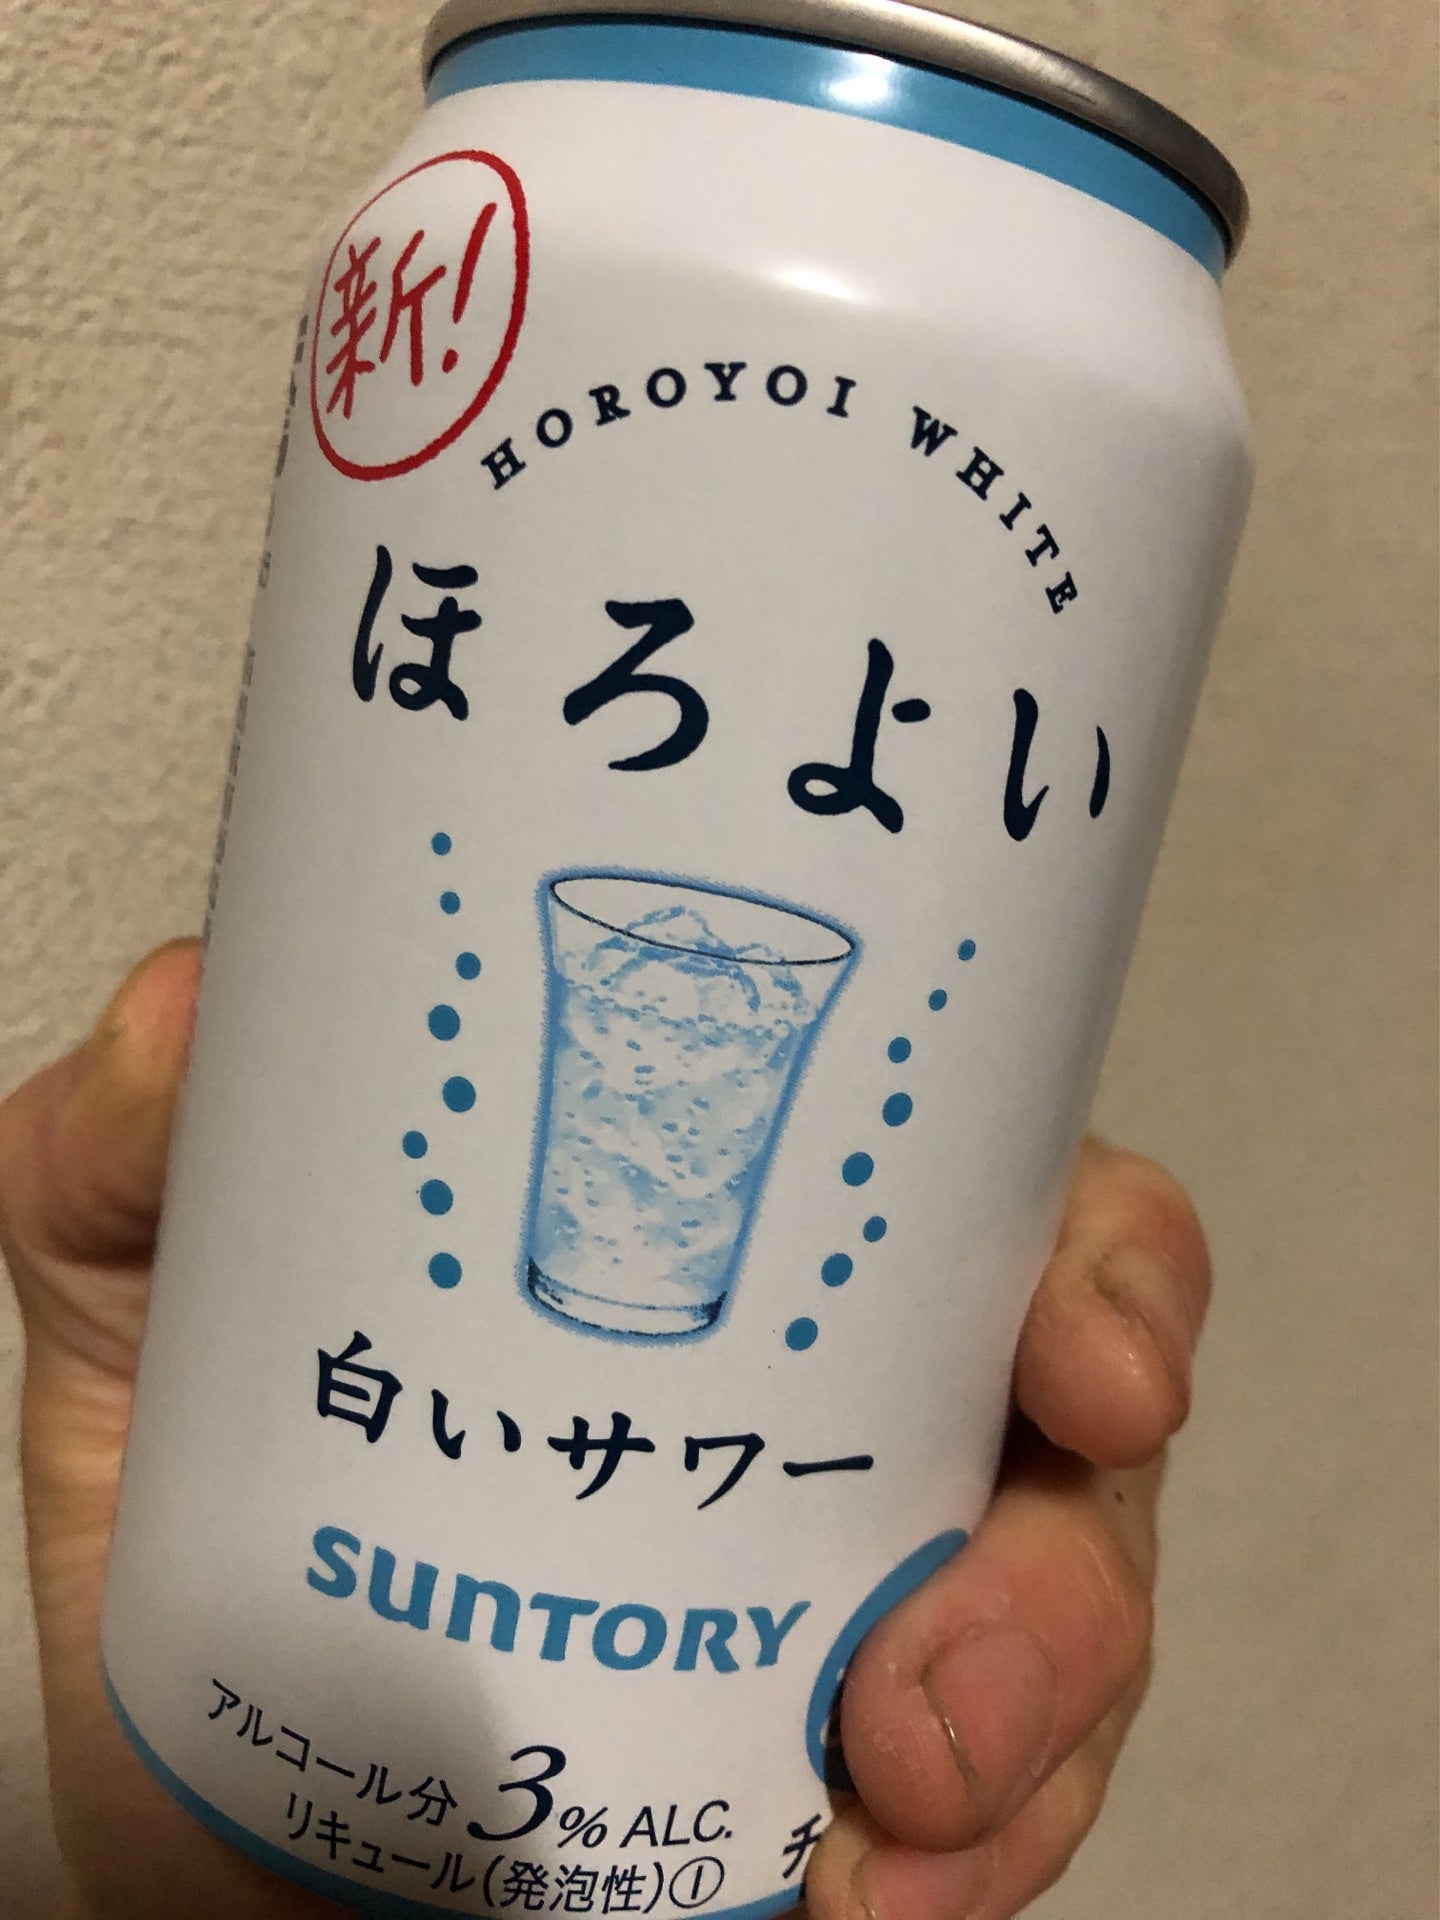 新!
HOROYOI WHITE
ほろよい
白いサワー
SUNTORY
アルコール分 3% ALC.
リキュール(発泡性)①
チ